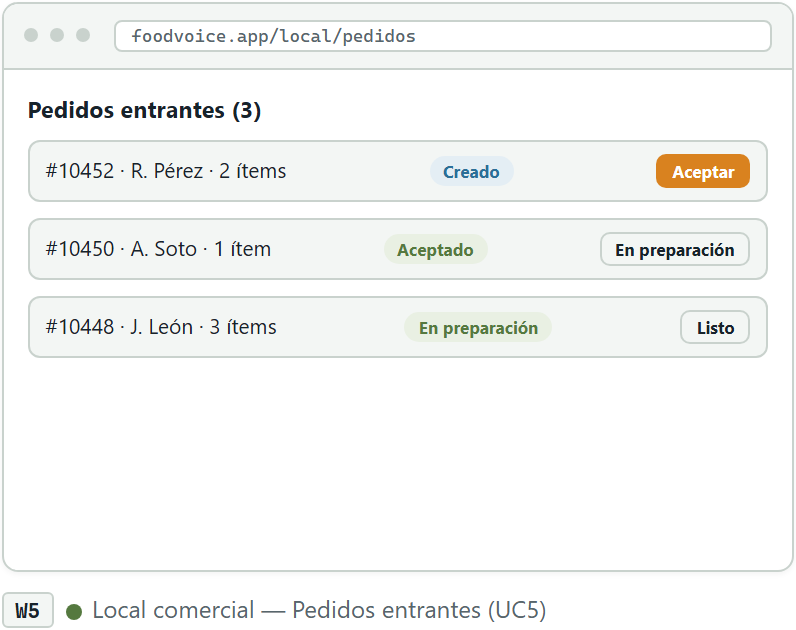 foodvoice.app/local/pedidos
Pedidos entrantes (3)
#10452 · R. Pérez · 2 ítems Creado Aceptar
#10450 · A. Soto · 1 ítem Aceptado En preparación
#10448 · J. León · 3 ítems En preparación Listo
W5 Local comercial — Pedidos entrantes (UC5)